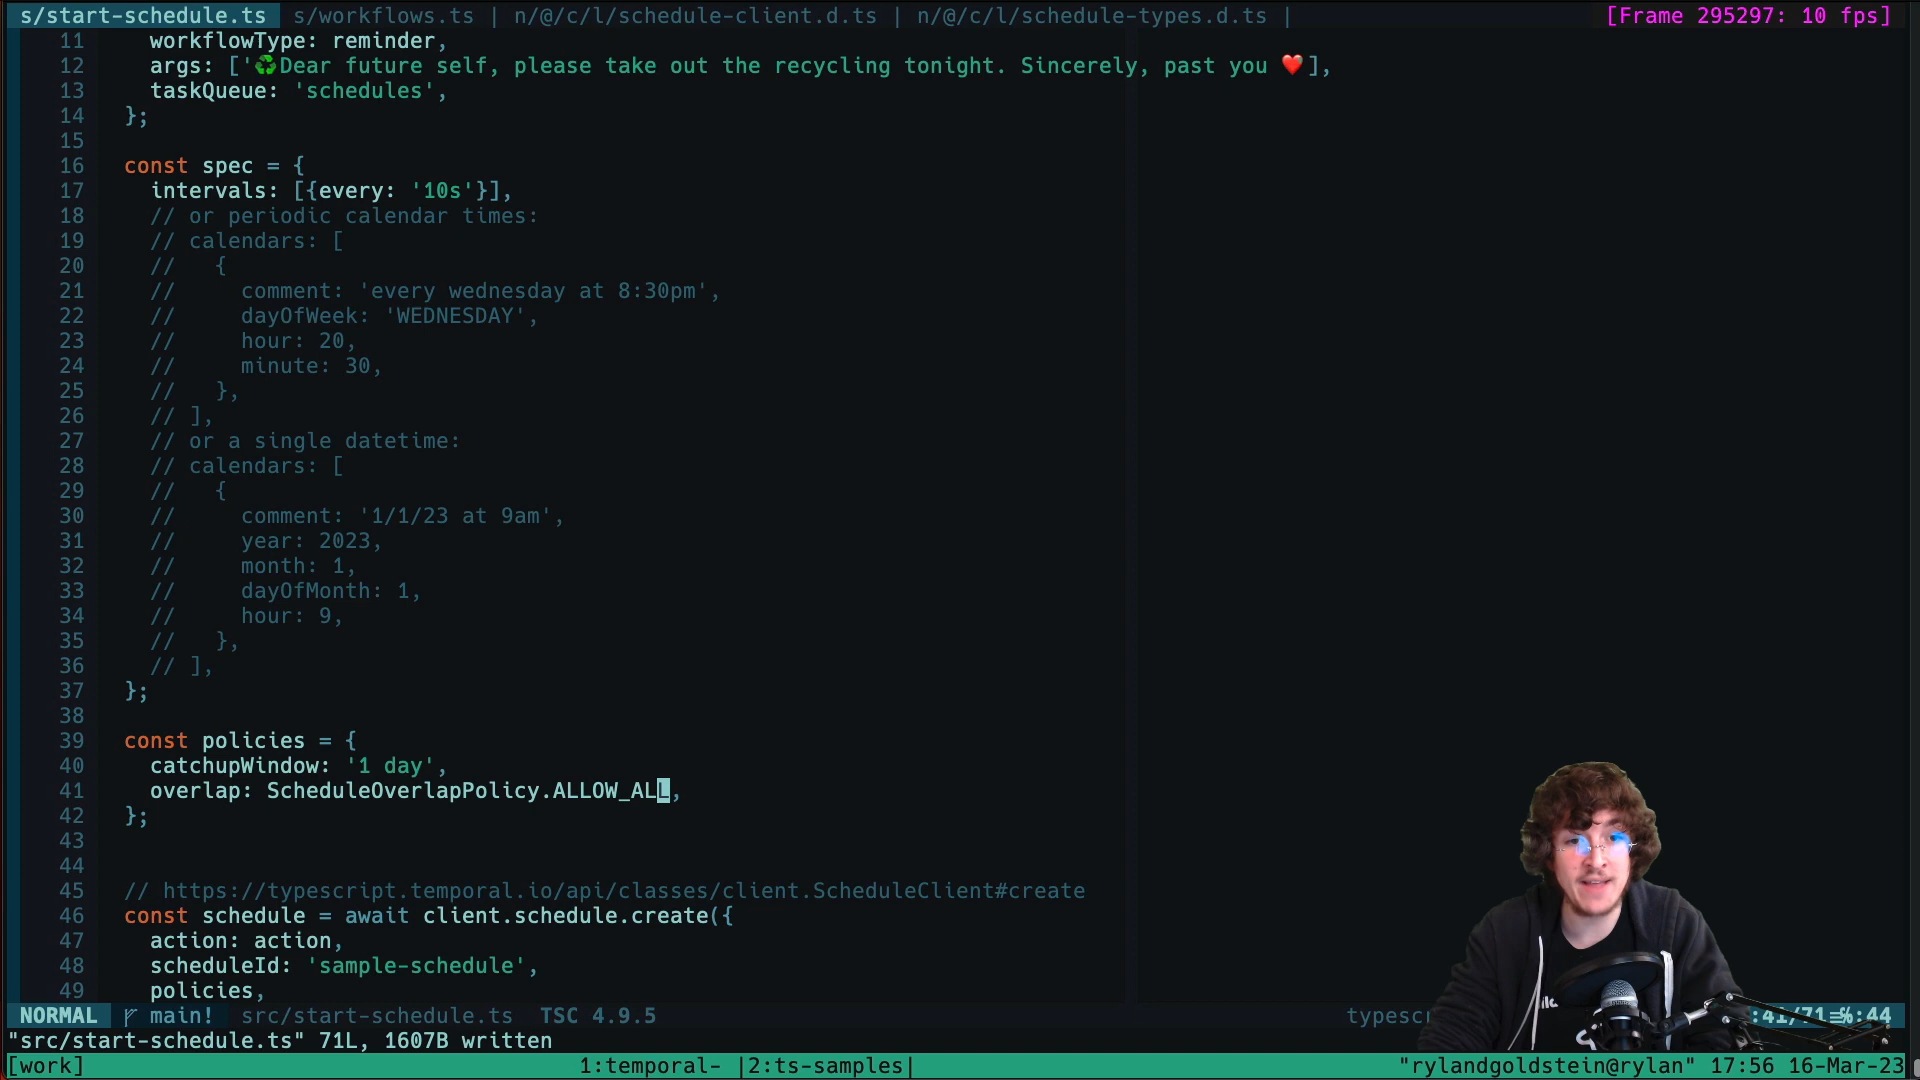 s/start-schedule.ts s/workflows.ts | n/@/c/l/schedule-client.d.ts | n/@/c/l/schedule-types.d.ts | [Frame 295297: 10 fps]
11 workflowType: reminder,
12 args: ['♻️Dear future self, please take out the recycling tonight. Sincerely, past you ❤️],
13 taskQueue: 'schedules',
14 };
15
16 const spec = {
17 intervals: [{every: '10s'}],
18 // or periodic calendar times:
19 // calendars: [
20 // {
21 // comment: 'every wednesday at 8:30pm',
22 // dayOfWeek: 'WEDNESDAY',
23 // hour: 20,
24 // minute: 30,
25 // },
26 // ],
27 // or a single datetime:
28 // calendars: [
29 // {
30 // comment: '1/1/23 at 9am',
31 // year: 2023,
32 // month: 1,
33 // dayOfMonth: 1,
34 // hour: 9,
35 // },
36 // ],
37 };
38
39 const policies = {
40 catchupWindow: '1 day',
41 overlap: ScheduleOverlapPolicy.ALLOW_ALL,
42 };
43
44
45 // https://typescript.temporal.io/api/classes/client.ScheduleClient#create
46 const schedule = await client.schedule.create({
47 action: action,
48 scheduleId: 'sample-schedule',
49 policies,
NORMAL main! src/start-schedule.ts TSC 4.9.5 :41/71 :44
"src/start-schedule.ts" 71L, 1607B written
[work] 1:temporal- |2:ts-samples| "rylandgoldstein@rylan" 17:56 16-Mar-23